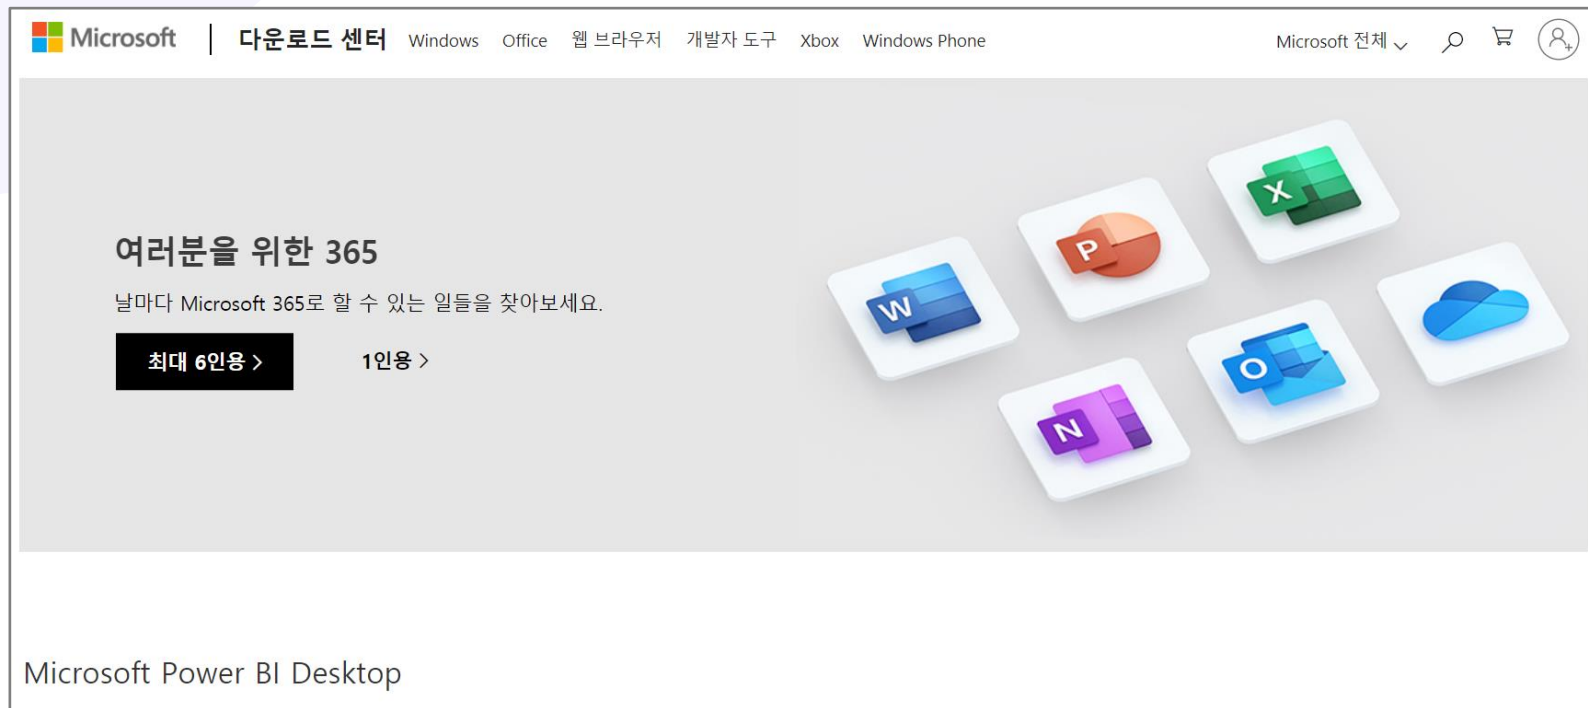 Microsoft 다운로드 센터 Windows Office 웹 브라우저 개발자 도구 Xbox Windows Phone Microsoft 전체
여러분을 위한 365
날마다 Microsoft 365로 할 수 있는 일들을 찾아보세요.
최대 6인용 > 1인용 >
X
P
W
O
N
Microsoft Power BI Desktop